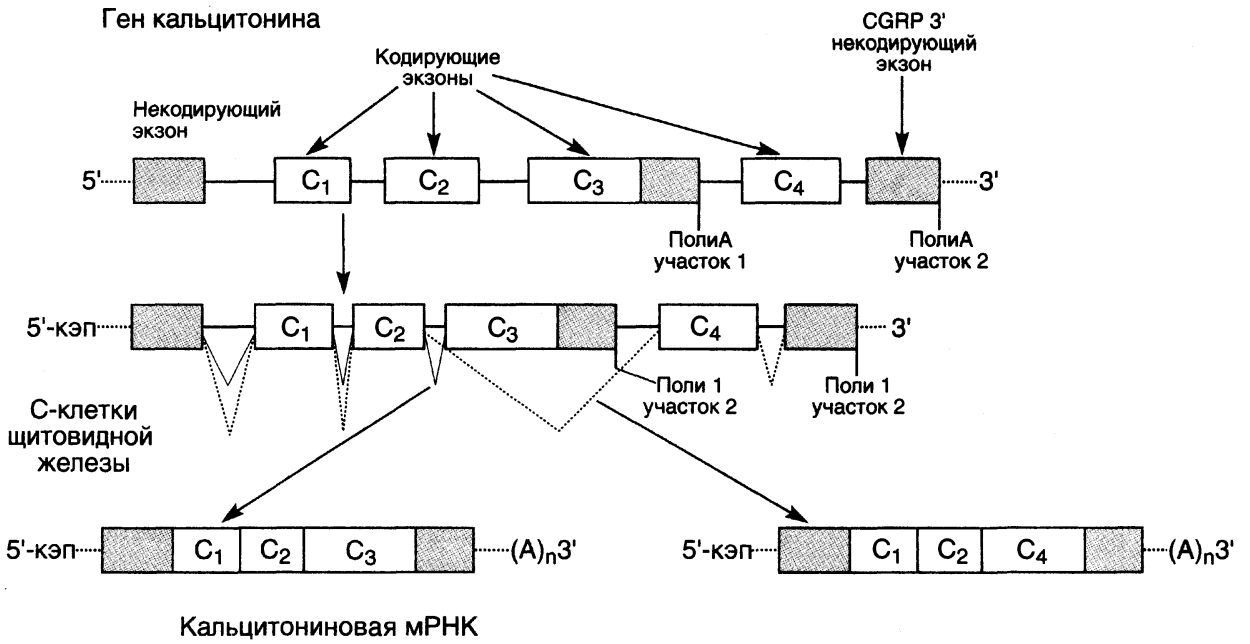 Ген кальцитонина
CGRP 3'
некодирующий
экзон
Кодирующие
экзоны
Некодирующий
экзон
5' C1 C2 C3 C4 3'
ПолиА
участок 1
ПолиА
участок 2
5'-кэп C1 C2 C3 C4 3'
Поли 1
участок 2
Поли 1
участок 2
С-клетки
щитовидной
железы
5'-кэп C1 C2 C3 (A)n3'
5'-кэп C1 C2 C4 (A)n3'
Кальцитониновая мРНК